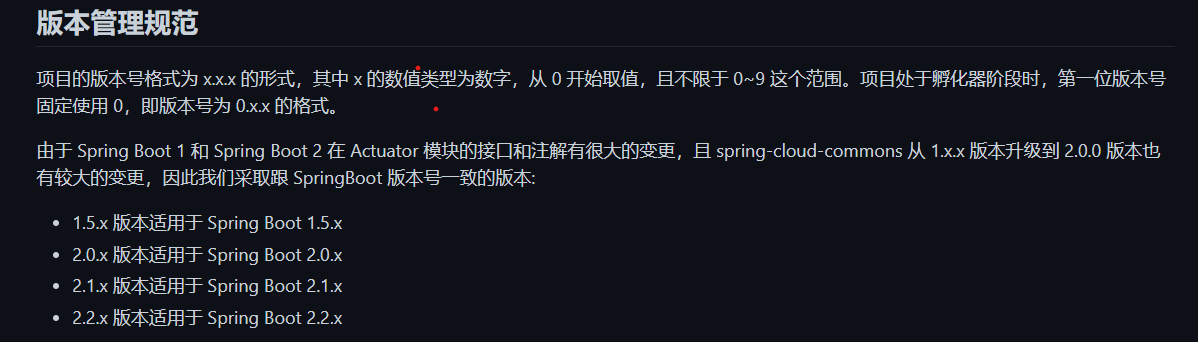 版本管理规范
项目的版本号格式为 x.x.x 的形式，其中 x 的数值类型为数字，从 0 开始取值，且不限于 0~9 这个范围。项目处于孵化器阶段时，第一位版本号
固定使用 0，即版本号为 0.x.x 的格式。
由于 Spring Boot 1 和 Spring Boot 2 在 Actuator 模块的接口和注解有很大的变更，且 spring-cloud-commons 从 1.x.x 版本升级到 2.0.0 版本也
有较大的变更，因此我们采取跟 SpringBoot 版本号一致的版本:
• 1.5.x 版本适用于 Spring Boot 1.5.x
• 2.0.x 版本适用于 Spring Boot 2.0.x
• 2.1.x 版本适用于 Spring Boot 2.1.x
• 2.2.x 版本适用于 Spring Boot 2.2.x